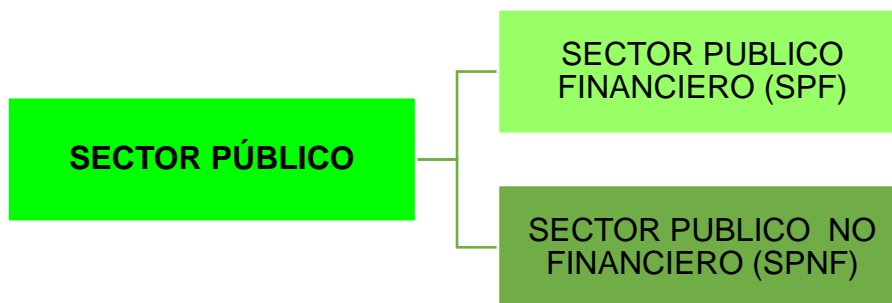 SECTOR PUBLICO
FINANCIERO (SPF)
SECTOR PÚBLICO
SECTOR PUBLICO NO
FINANCIERO (SPNF)